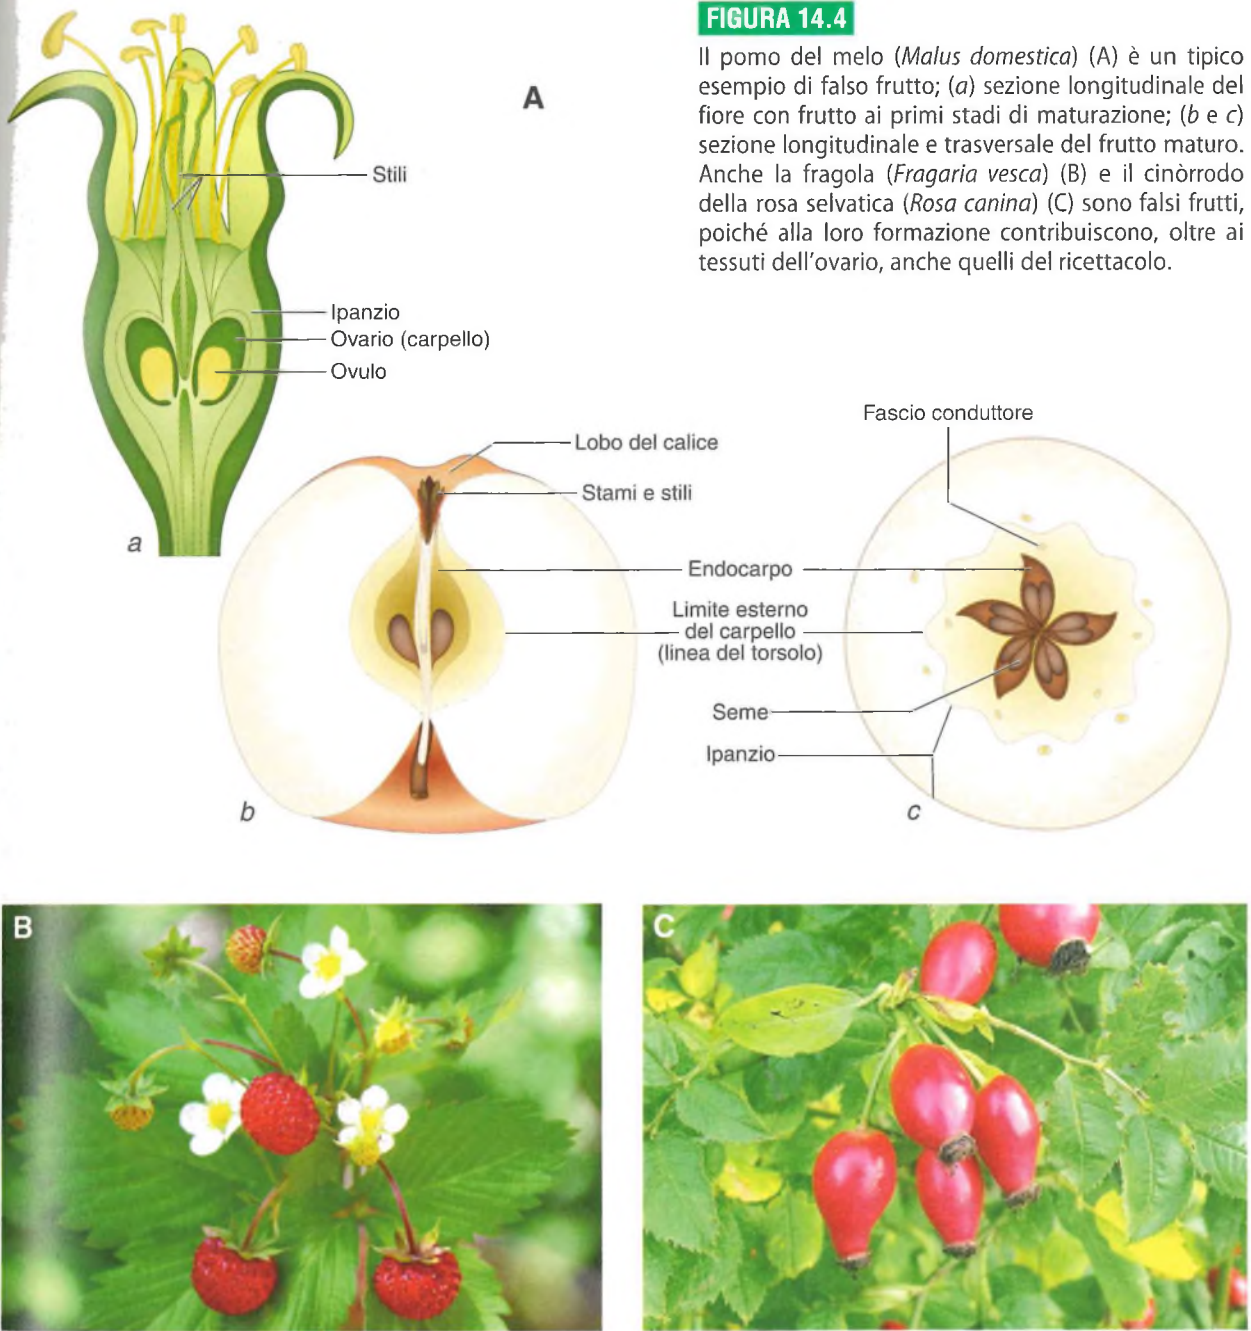 FIGURA 14.4
Il pomo del melo (Malus domestica) (A) è un tipico
esempio di falso frutto; (a) sezione longitudinale del
fiore con frutto ai primi stadi di maturazione; (b e c)
sezione longitudinale e trasversale del frutto maturo.
Anche la fragola (Fragaria vesca) (B) e il cinòrrodo
della rosa selvatica (Rosa canina) (C) sono falsi frutti,
poiché alla loro formazione contribuiscono, oltre ai
tessuti dell'ovario, anche quelli del ricettacolo.
A
Stili
Ipanzio
Ovario (carpello)
Ovulo
a
Lobo del calice
Stami e stili
Fascio conduttore
Endocarpo
Limite esterno
del carpello
(linea del torsolo)
Seme
Ipanzio
b
c
B
C